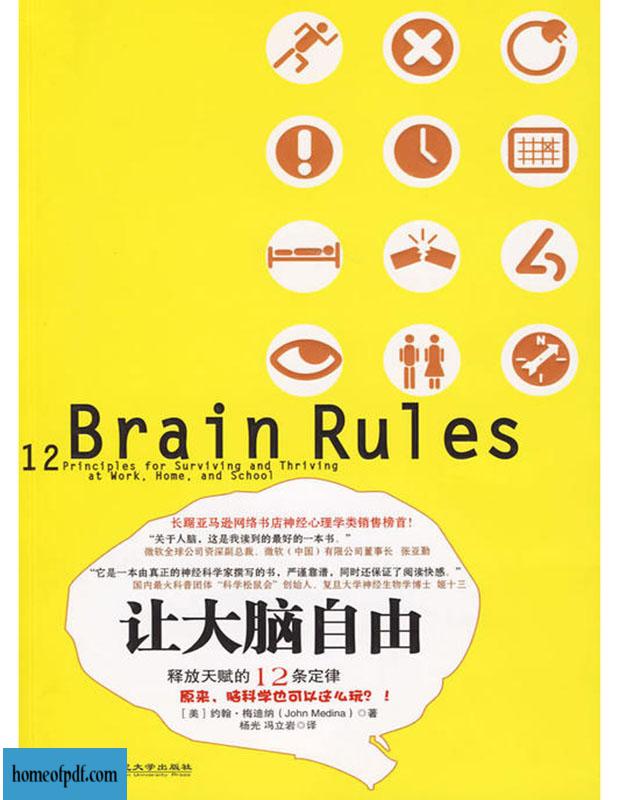 N
Brain Rules
12 Principles for Surviving and Thriving
at Work, Home, and School
长踞亚马逊网络书店神经心理学类销售榜首！
“关于人脑，这是我读到的最好的一本书。”
微软全球公司资深副总裁、微软（中国）有限公司董事长 张亚勤
“它是一本由真正的神经科学家撰写的书，严谨靠谱，同时还保证了阅读快感。”
国内最火科普团体“科学松鼠会”创始人、复旦大学神经生物学博士 姬十三
让大脑自由
释放天赋的12条定律
原来，脑科学也可以这么玩？！
［美］约翰·梅迪纳（John Medina）著
杨光 冯立岩 译
大学出版社
University Press
homeofpdf.com